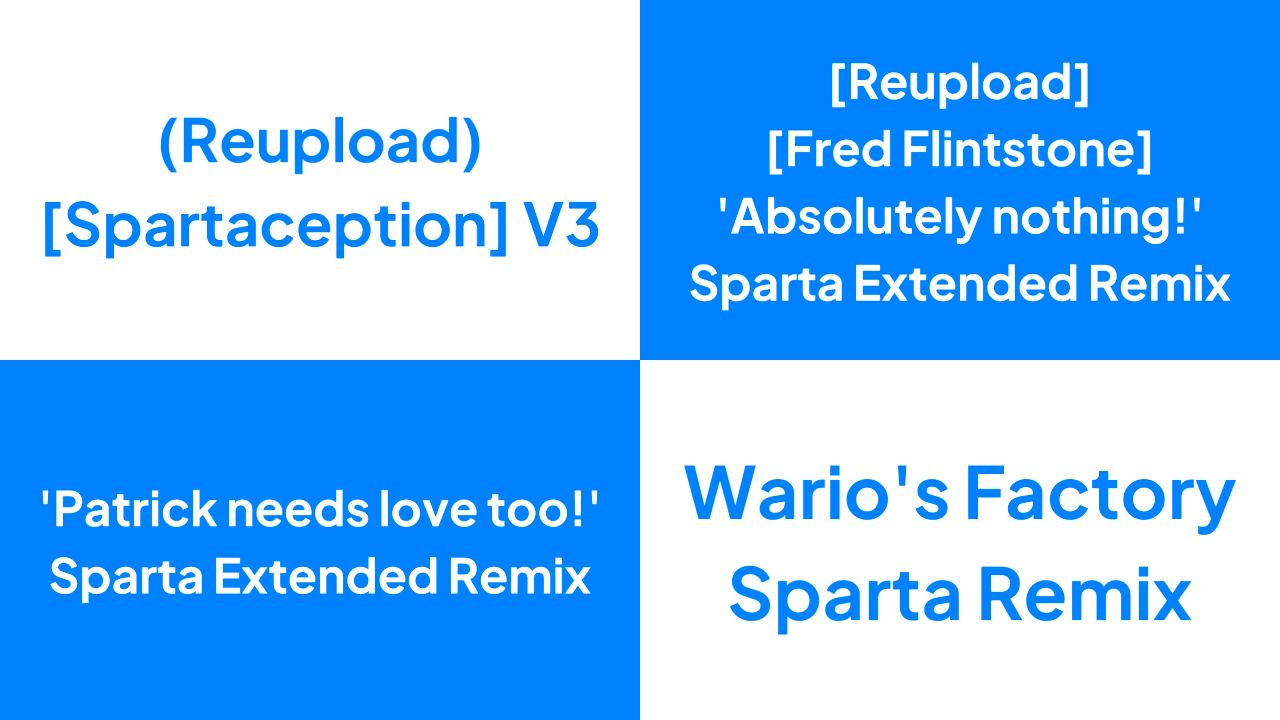 (Reupload)
[Spartaception] V3
[Reupload]
[Fred Flintstone]
'Absolutely nothing!'
Sparta Extended Remix
'Patrick needs love too!'
Sparta Extended Remix
Wario's Factory
Sparta Remix